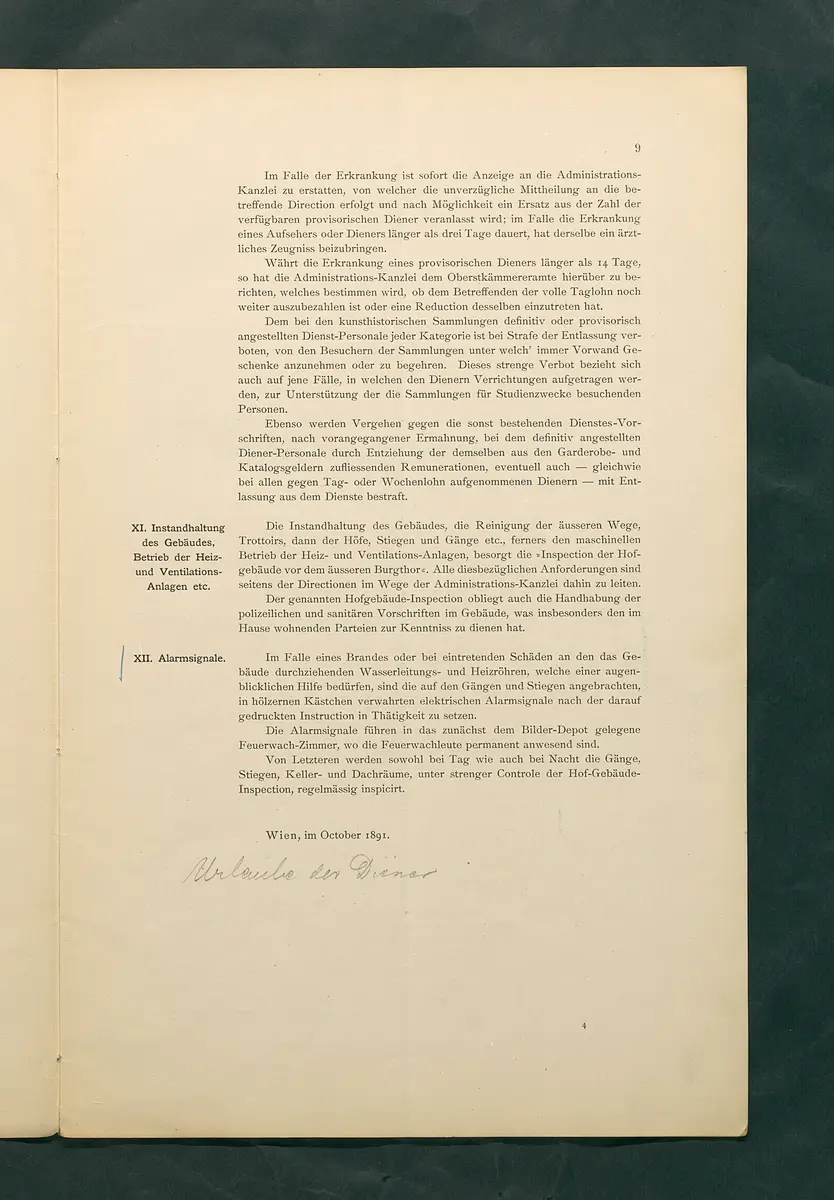 9
Im Falle der Erkrankung ist sofort die Anzeige an die Administrations-
Kanzlei zu erstatten, von welcher die unverzügliche Mittheilung an die be-
treffende Direction erfolgt und nach Möglichkeit ein Ersatz aus der Zahl der
verfügbaren provisorischen Diener veranlasst wird; im Falle die Erkrankung
eines Aufsehers oder Dieners länger als drei Tage dauert, hat derselbe ein ärzt-
liches Zeugniss beizubringen.
Währt die Erkrankung eines provisorischen Dieners länger als 14 Tage,
so hat die Administrations-Kanzlei dem Oberstkämmereramte hierüber zu be-
richten, welches bestimmen wird, ob dem Betreffenden der volle Taglohn noch
weiter auszubezahlen ist oder eine Reduction desselben einzutreten hat.
Dem bei den kunsthistorischen Sammlungen definitiv oder provisorisch
angestellten Dienst-Personale jeder Kategorie ist bei Strafe der Entlassung ver-
boten, von den Besuchern der Sammlungen unter welch' immer Vorwand Ge-
schenke anzunehmen oder zu begehren. Dieses strenge Verbot bezieht sich
auch auf jene Fälle, in welchen den Dienern Verrichtungen aufgetragen wer-
den, zur Unterstützung der die Sammlungen für Studienzwecke besuchenden
Personen.
Ebenso werden Vergehen gegen die sonst bestehenden Dienstes-Vor-
schriften, nach vorangegangener Ermahnung, bei dem definitiv angestellten
Diener-Personale durch Entziehung der demselben aus den Garderobe- und
Katalogsgeldern zufliessenden Remunerationen, eventuell auch — gleichwie
bei allen gegen Tag- oder Wochenlohn aufgenommenen Dienern — mit Ent-
lassung aus dem Dienste bestraft.
XI. Instandhaltung
des Gebäudes,
Betrieb der Heiz-
und Ventilations-
Anlagen etc.
Die Instandhaltung des Gebäudes, die Reinigung der äusseren Wege,
Trottoirs, dann der Höfe, Stiegen und Gänge etc., ferners den maschinellen
Betrieb der Heiz- und Ventilations-Anlagen, besorgt die »Inspection der Hof-
gebäude vor dem äusseren Burgthor«. Alle diesbezüglichen Anforderungen sind
seitens der Directionen im Wege der Administrations-Kanzlei dahin zu leiten.
Der genannten Hofgebäude-Inspection obliegt auch die Handhabung der
polizeilichen und sanitären Vorschriften im Gebäude, was insbesonders den im
Hause wohnenden Parteien zur Kenntniss zu dienen hat.
XII. Alarmsignale.
Im Falle eines Brandes oder bei eintretenden Schäden an den das Ge-
bäude durchziehenden Wasserleitungs- und Heizröhren, welche einer augen-
blicklichen Hilfe bedürfen, sind die auf den Gängen und Stiegen angebrachten,
in hölzernen Kästchen verwahrten elektrischen Alarmsignale nach der darauf
gedruckten Instruction in Thätigkeit zu setzen.
Die Alarmsignale führen in das zunächst dem Bilder-Depot gelegene
Feuerwach-Zimmer, wo die Feuerwachleute permanent anwesend sind.
Von Letzteren werden sowohl bei Tag wie auch bei Nacht die Gänge,
Stiegen, Keller- und Dachräume, unter strenger Controle der Hof-Gebäude-
Inspection, regelmässig inspicirt.
Wien, im October 1891.
Urlaube der Diener
4